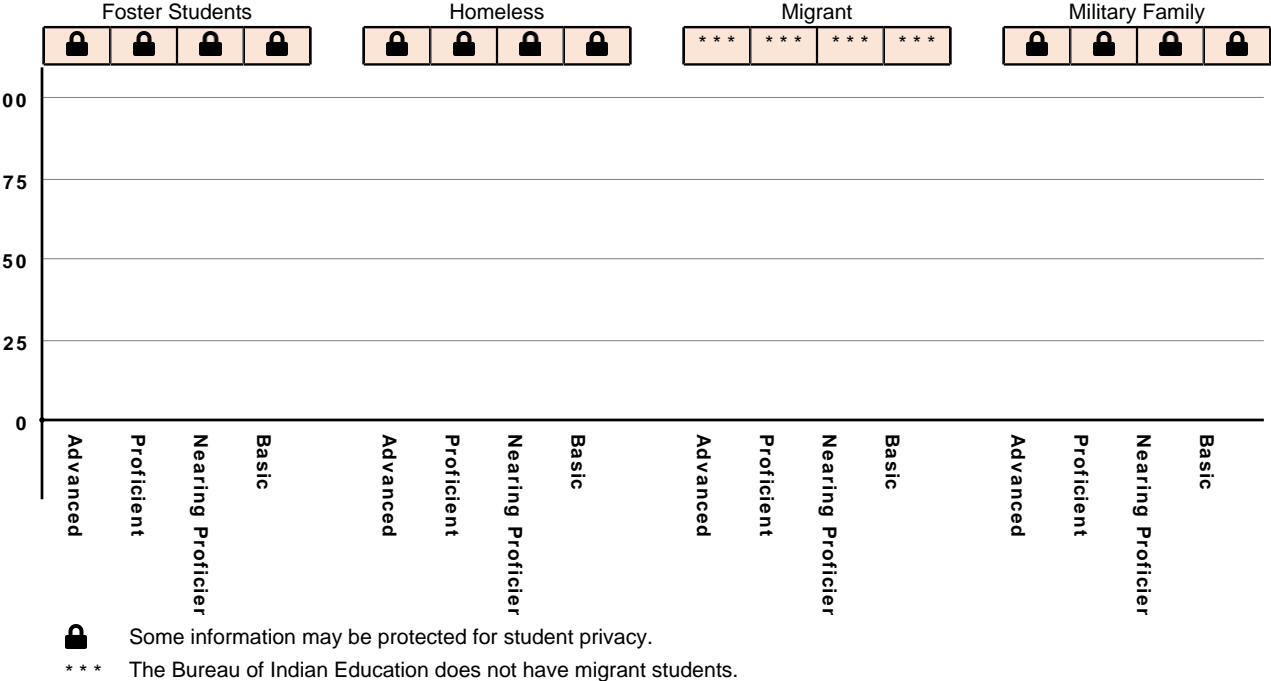 Foster Students Homeless Migrant Military Family
* * * * * * * * * * * *
00
75
50
25
0
Advanced Proficient Nearing Proficier Basic Advanced Proficient Nearing Proficier Basic Advanced Proficient Nearing Proficier Basic Advanced Proficient Nearing Proficier Basic
Some information may be protected for student privacy.
* * * The Bureau of Indian Education does not have migrant students.